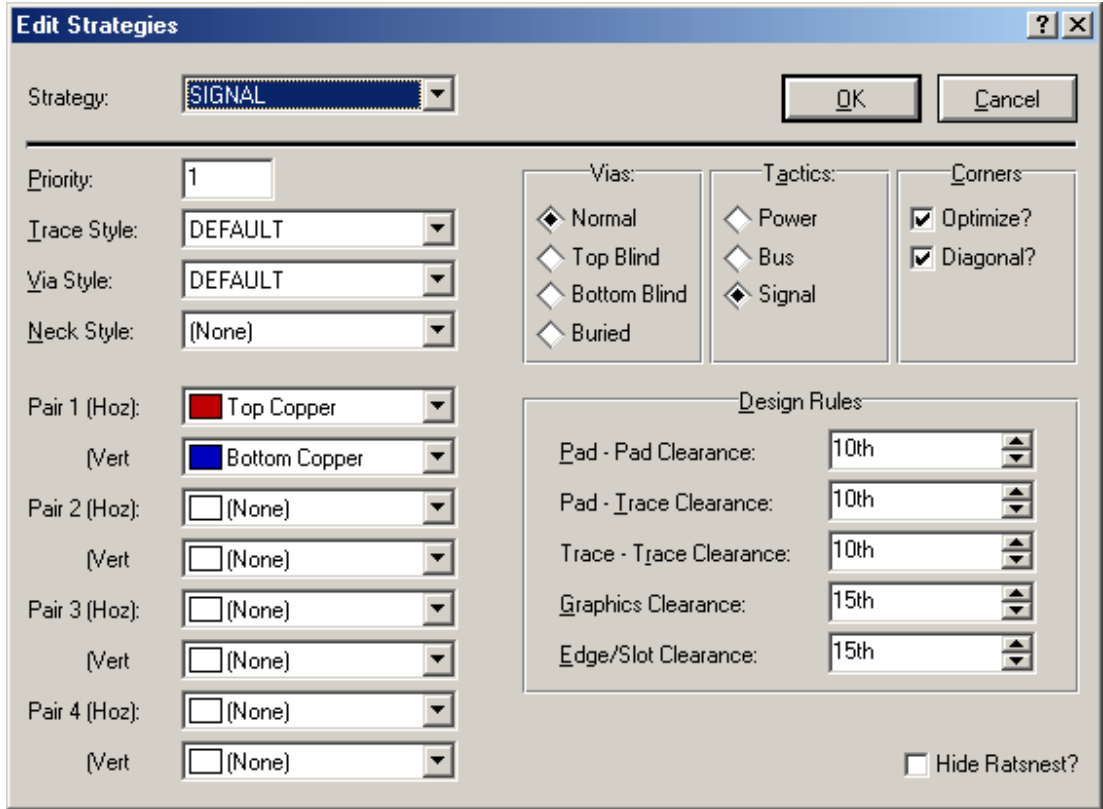 Edit Strategies
Strategy: SIGNAL OK Cancel
Priority: 1
Trace Style: DEFAULT
Via Style: DEFAULT
Neck Style: (None)
Pair 1 (Hoz): Top Copper
(Vert Bottom Copper
Pair 2 (Hoz): (None)
(Vert (None)
Pair 3 (Hoz): (None)
(Vert (None)
Pair 4 (Hoz): (None)
(Vert (None)
Vias:
Normal
Top Blind
Bottom Blind
Buried
Tactics:
Power
Bus
Signal
Corners
Optimize?
Diagonal?
Design Rules
Pad - Pad Clearance: 10th
Pad - Trace Clearance: 10th
Trace - Trace Clearance: 10th
Graphics Clearance: 15th
Edge/Slot Clearance: 15th
Hide Ratsnest?